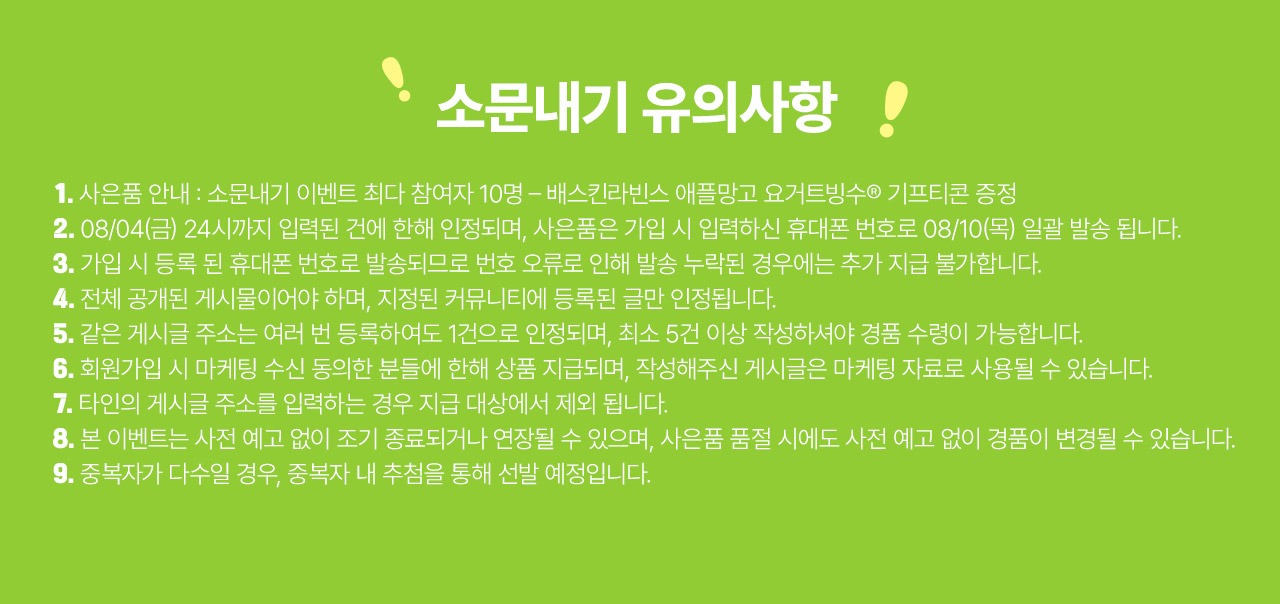 소문내기 유의사항
1. 사은품 안내 : 소문내기 이벤트 최다 참여자 10명 – 배스킨라빈스 애플망고 요거트빙수® 기프티콘 증정
2. 08/04(금) 24시까지 입력된 건에 한해 인정되며, 사은품은 가입 시 입력하신 휴대폰 번호로 08/10(목) 일괄 발송 됩니다.
3. 가입 시 등록 된 휴대폰 번호로 발송되므로 번호 오류로 인해 발송 누락된 경우에는 추가 지급 불가합니다.
4. 전체 공개된 게시물이어야 하며, 지정된 커뮤니티에 등록된 글만 인정됩니다.
5. 같은 게시글 주소는 여러 번 등록하여도 1건으로 인정되며, 최소 5건 이상 작성하셔야 경품 수령이 가능합니다.
6. 회원가입 시 마케팅 수신 동의한 분들에 한해 상품 지급되며, 작성해주신 게시글은 마케팅 자료로 사용될 수 있습니다.
7. 타인의 게시글 주소를 입력하는 경우 지급 대상에서 제외 됩니다.
8. 본 이벤트는 사전 예고 없이 조기 종료되거나 연장될 수 있으며, 사은품 품절 시에도 사전 예고 없이 경품이 변경될 수 있습니다.
9. 중복자가 다수일 경우, 중복자 내 추첨을 통해 선발 예정입니다.